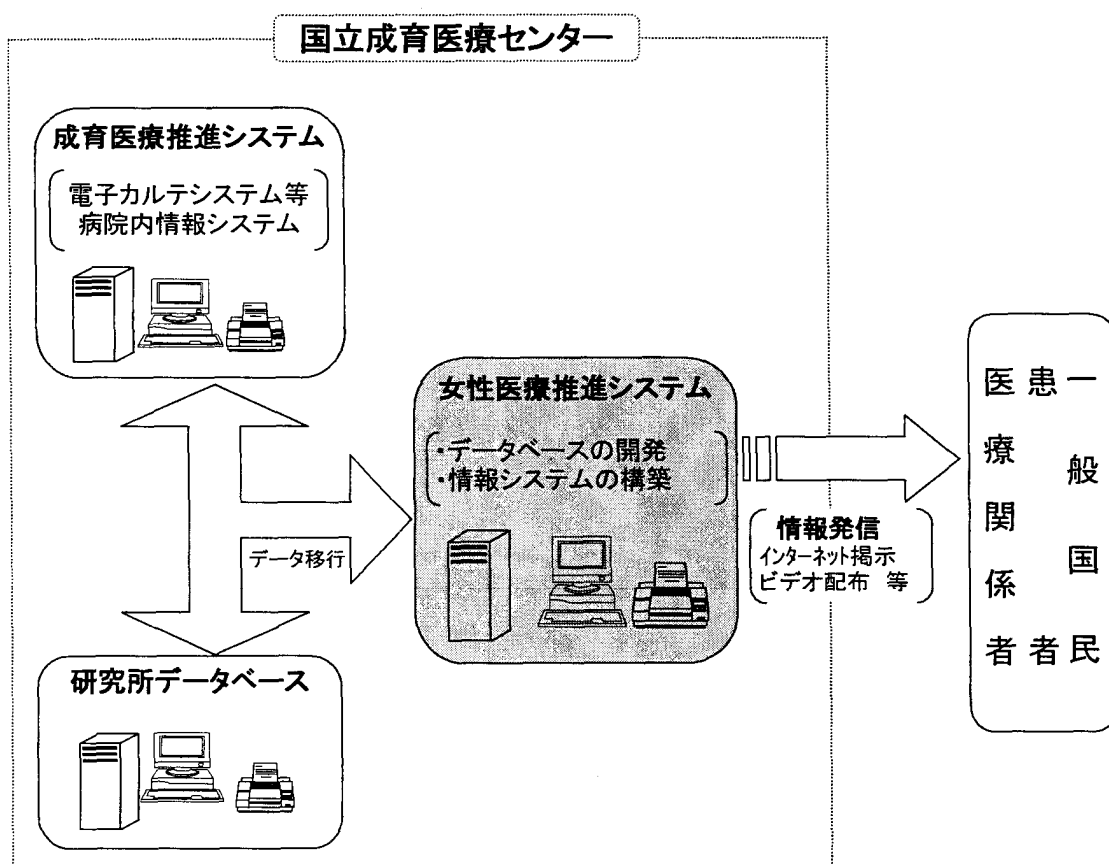 国立成育医療センター
成育医療推進システム
電子カルテシステム等
病院内情報システム
女性医療推進システム
・データベースの開発
・情報システムの構築
データ移行
研究所データベース
情報発信
インターネット掲示
ビデオ配布 等
一般国民
患者
医療関係者